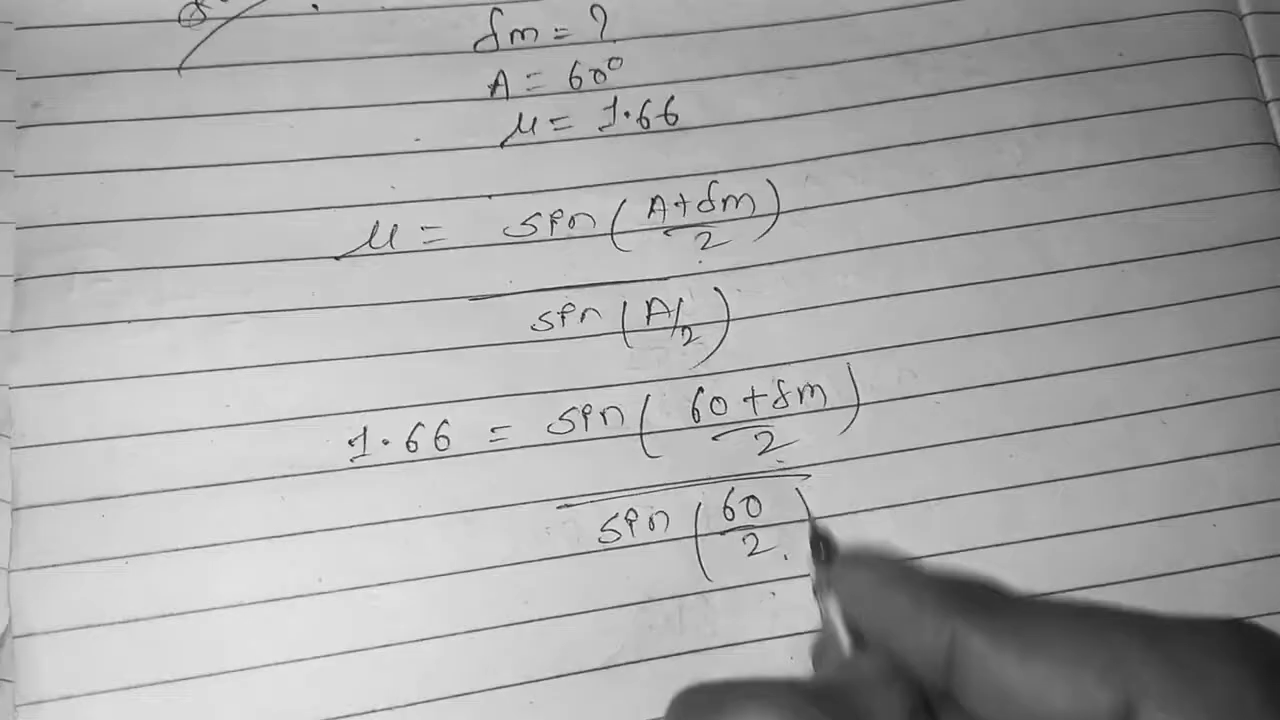 δm = ?
A = 60°
μ = 1.66
μ = sin(A+δm/2)
sin(A/2)
1.66 = sin(60+δm/2)
sin(60/2)